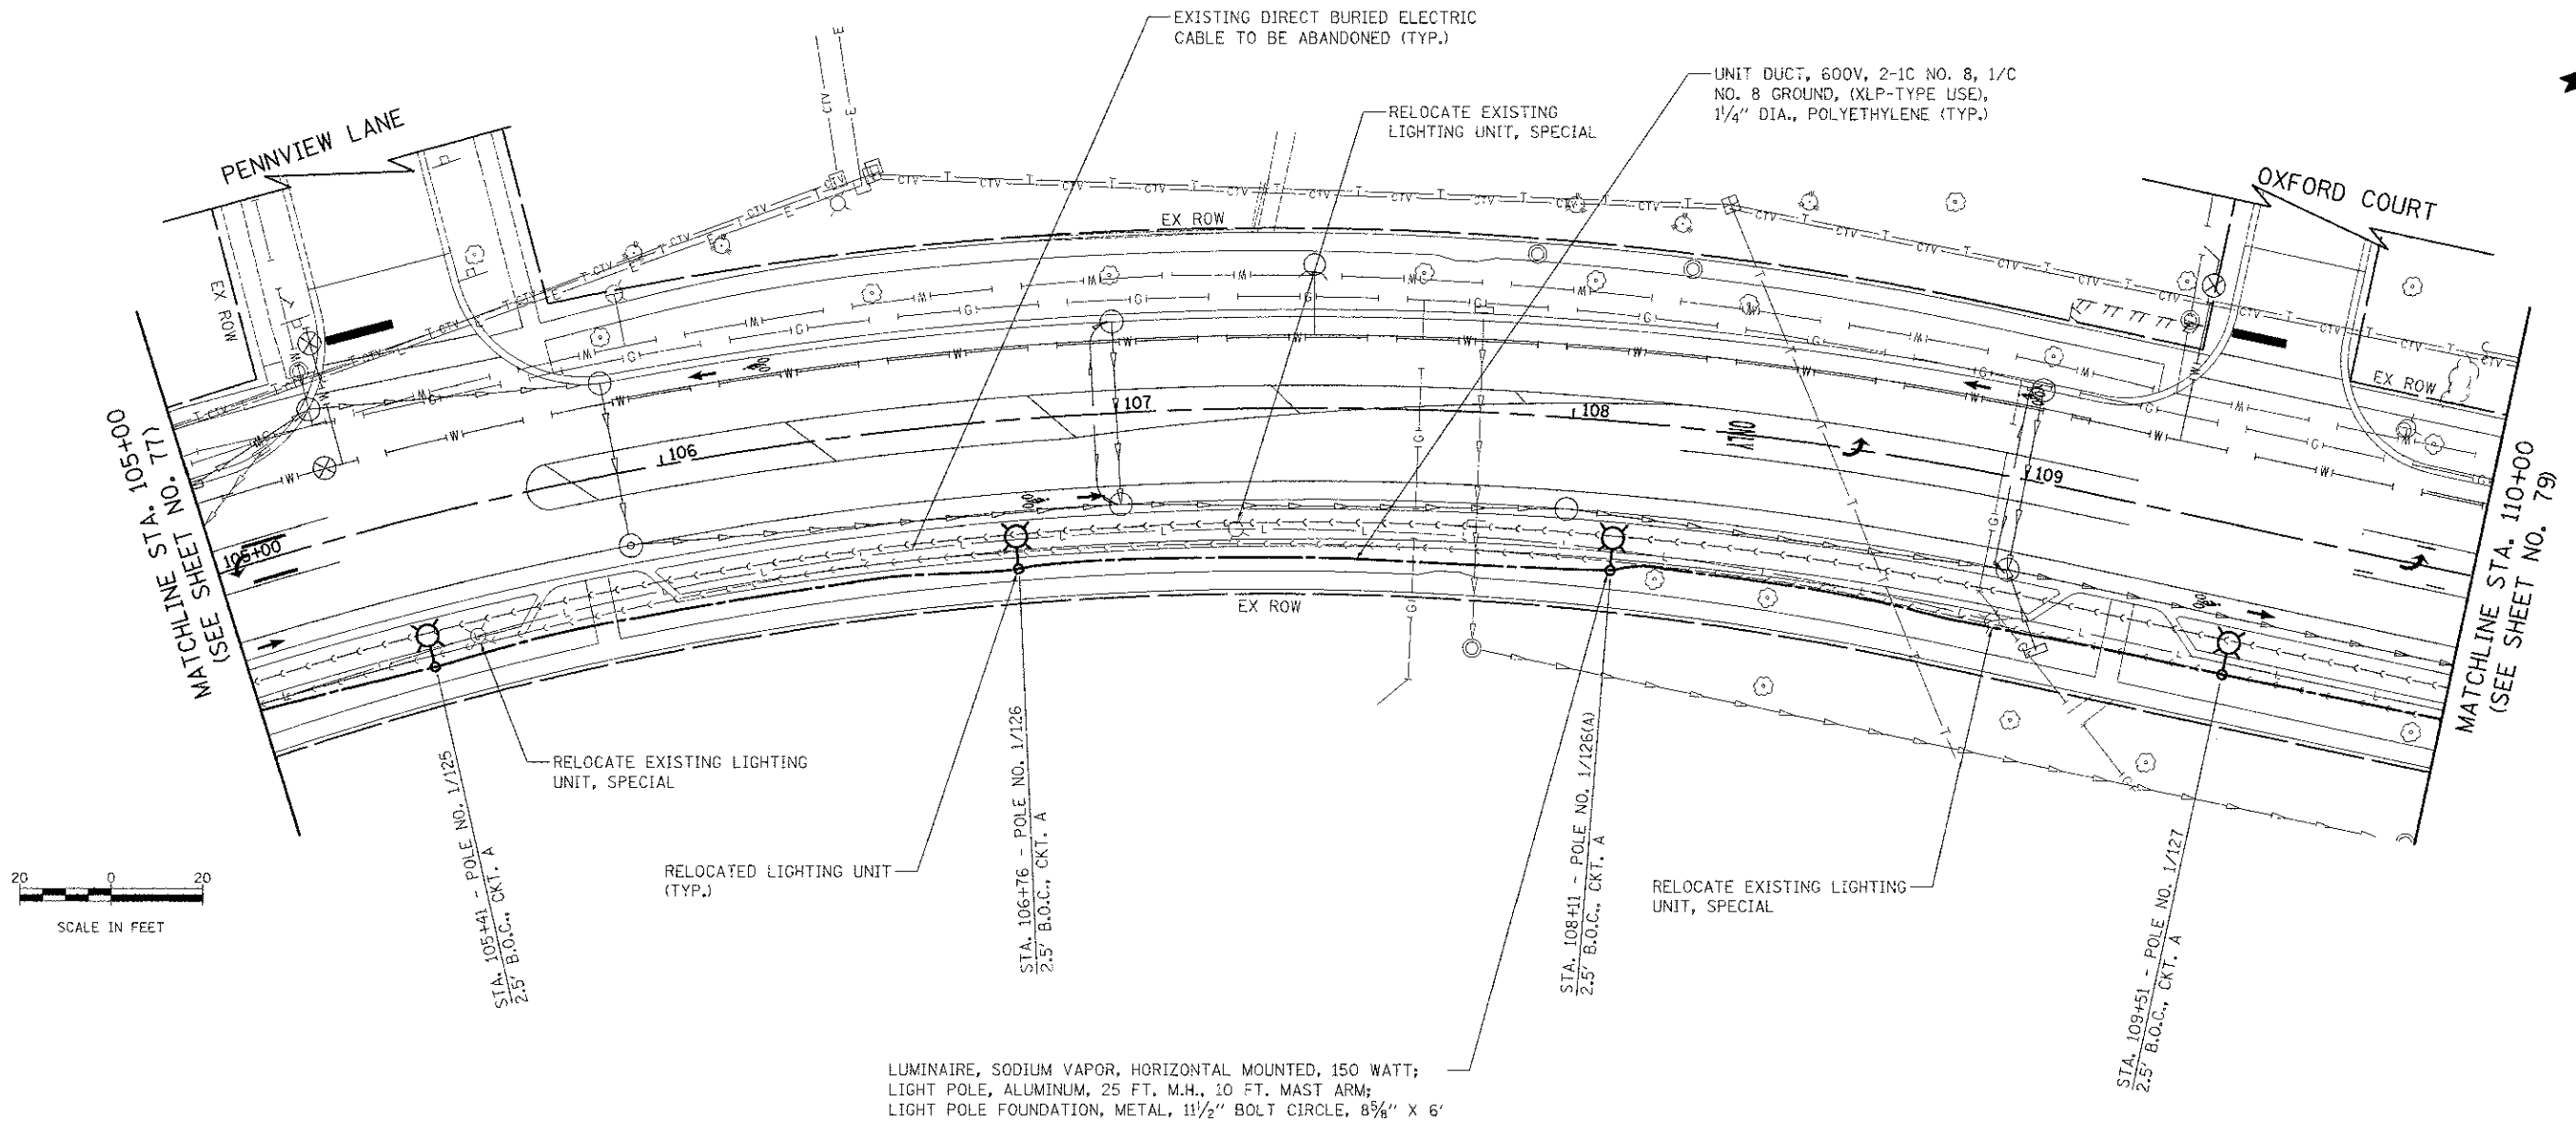 EXISTING DIRECT BURIED ELECTRIC
CABLE TO BE ABANDONED (TYP.)
UNIT DUCT, 600V, 2-1C NO. 8, 1/C
NO. 8 GROUND, (XLP-TYPE USE),
1 1/4" DIA., POLYETHYLENE (TYP.)
RELOCATE EXISTING
LIGHTING UNIT, SPECIAL
PENNVIEW LANE
OXFORD COURT
EX ROW
EX ROW
EX ROW
EX ROW
MATCHLINE STA. 105+00
(SEE SHEET NO. 77)
105+00
106
107
108
109
ONLY
MATCHLINE STA. 110+00
(SEE SHEET NO. 79)
RELOCATE EXISTING LIGHTING
UNIT, SPECIAL
RELOCATED LIGHTING UNIT
(TYP.)
RELOCATE EXISTING LIGHTING
UNIT, SPECIAL
STA. 105+41 - POLE NO. 1/125
2.5' B.O.C., CKT. A
STA. 106+76 - POLE NO. 1/126
2.5' B.O.C., CKT. A
STA. 108+11 - POLE NO. 1/126(A)
2.5' B.O.C., CKT. A
STA. 109+51 - POLE NO. 1/127
2.5' B.O.C., CKT. A
20 0 20
SCALE IN FEET
LUMINAIRE, SODIUM VAPOR, HORIZONTAL MOUNTED, 150 WATT;
LIGHT POLE, ALUMINUM, 25 FT. M.H., 10 FT. MAST ARM;
LIGHT POLE FOUNDATION, METAL, 11 1/2" BOLT CIRCLE, 8 5/8" X 6'